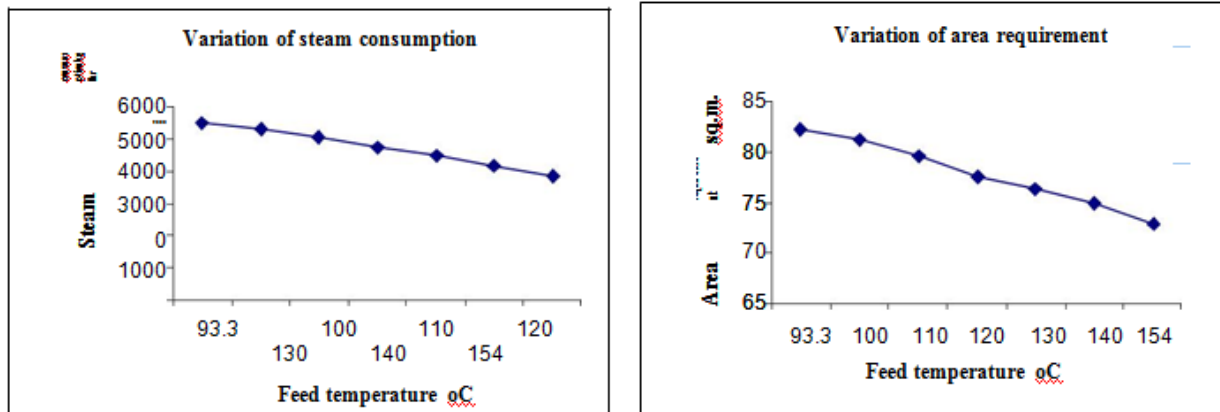 Variation of steam consumption
6000
5000
4000
3000
0
1000
Steam
93.3 100 110 120
130 140 154
Feed temperature oC
Variation of area requirement
sq.m.
85
80
75
70
65
Area
93.3 100 110 120 130 140 154
Feed temperature oC